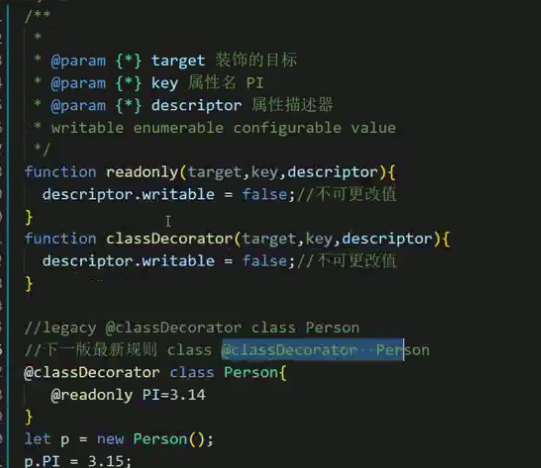 /**
*
* @param {*} target 装饰的目标
* @param {*} key 属性名 PI
* @param {*} descriptor 属性描述器
* writable enumerable configurable value
*/
function readonly(target,key,descriptor){
descriptor.writable = false;//不可更改值
}
function classDecorator(target,key,descriptor){
descriptor.writable = false;//不可更改值
}
//legacy @classDecorator class Person
//下一版最新规则 class @classDecorator Person
@classDecorator class Person{
@readonly PI=3.14
}
let p = new Person();
p.PI = 3.15;